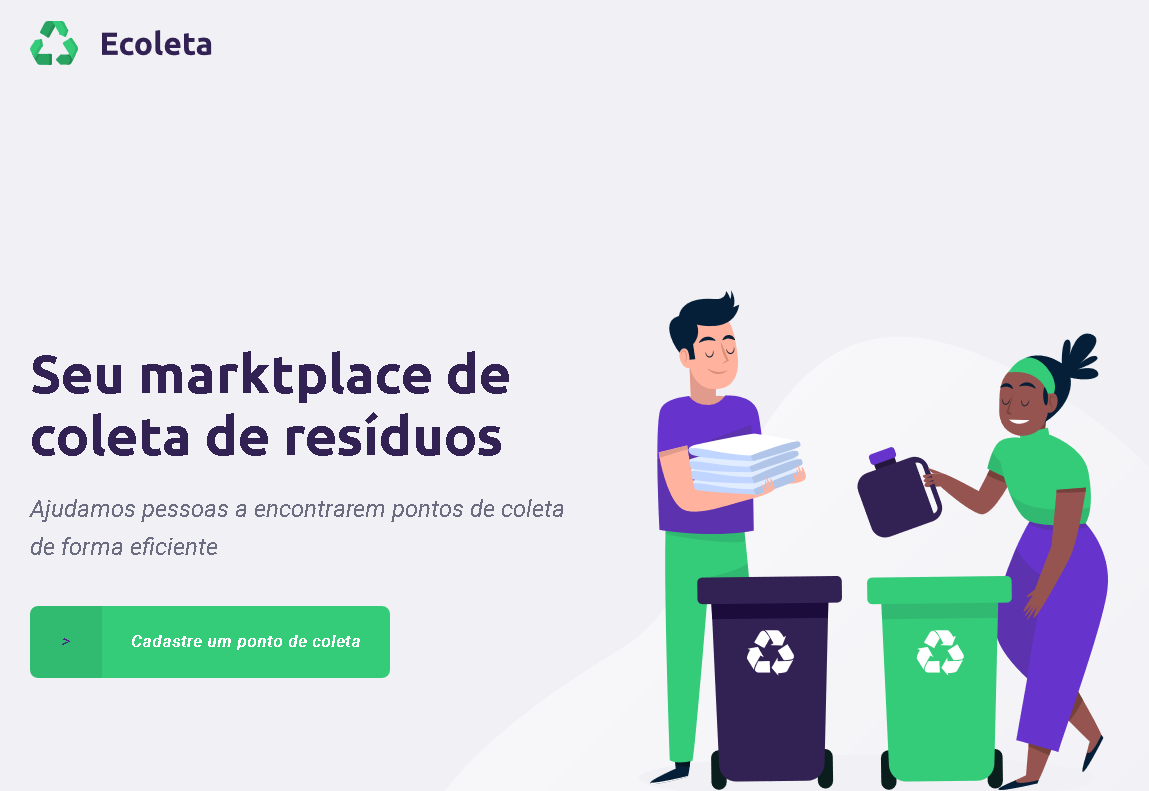 Ecoleta
Seu marktplace de
coleta de resíduos
Ajudamos pessoas a encontrarem pontos de coleta
de forma eficiente
> Cadastre um ponto de coleta